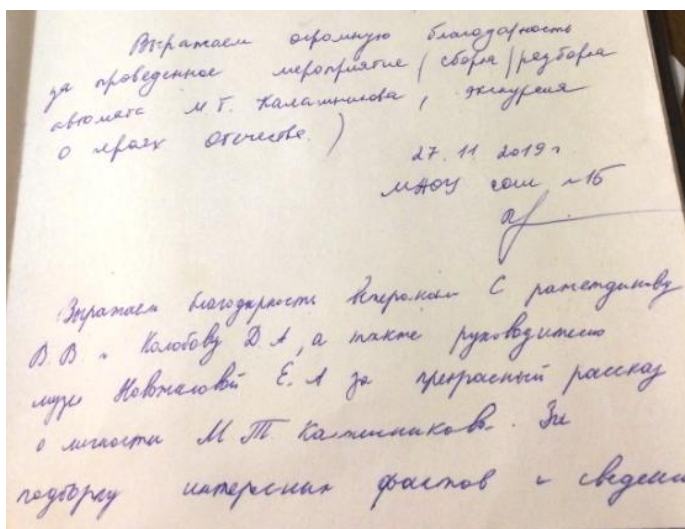 Выражаем огромную благодарность
за проведенное мероприятие (сборка/разборка
автомата М Т. Калашникова, экскурсия
о героях отечества.)
27. 11 2019 г
МАОУ сош №15
Выражаем благодарность ветеранам
В. В. и Колобову Д. А, а также руководителю
музея Е. А за прекрасный рассказ
о личности М Т. Калашникова. За
подборку интересных фактов и сведений